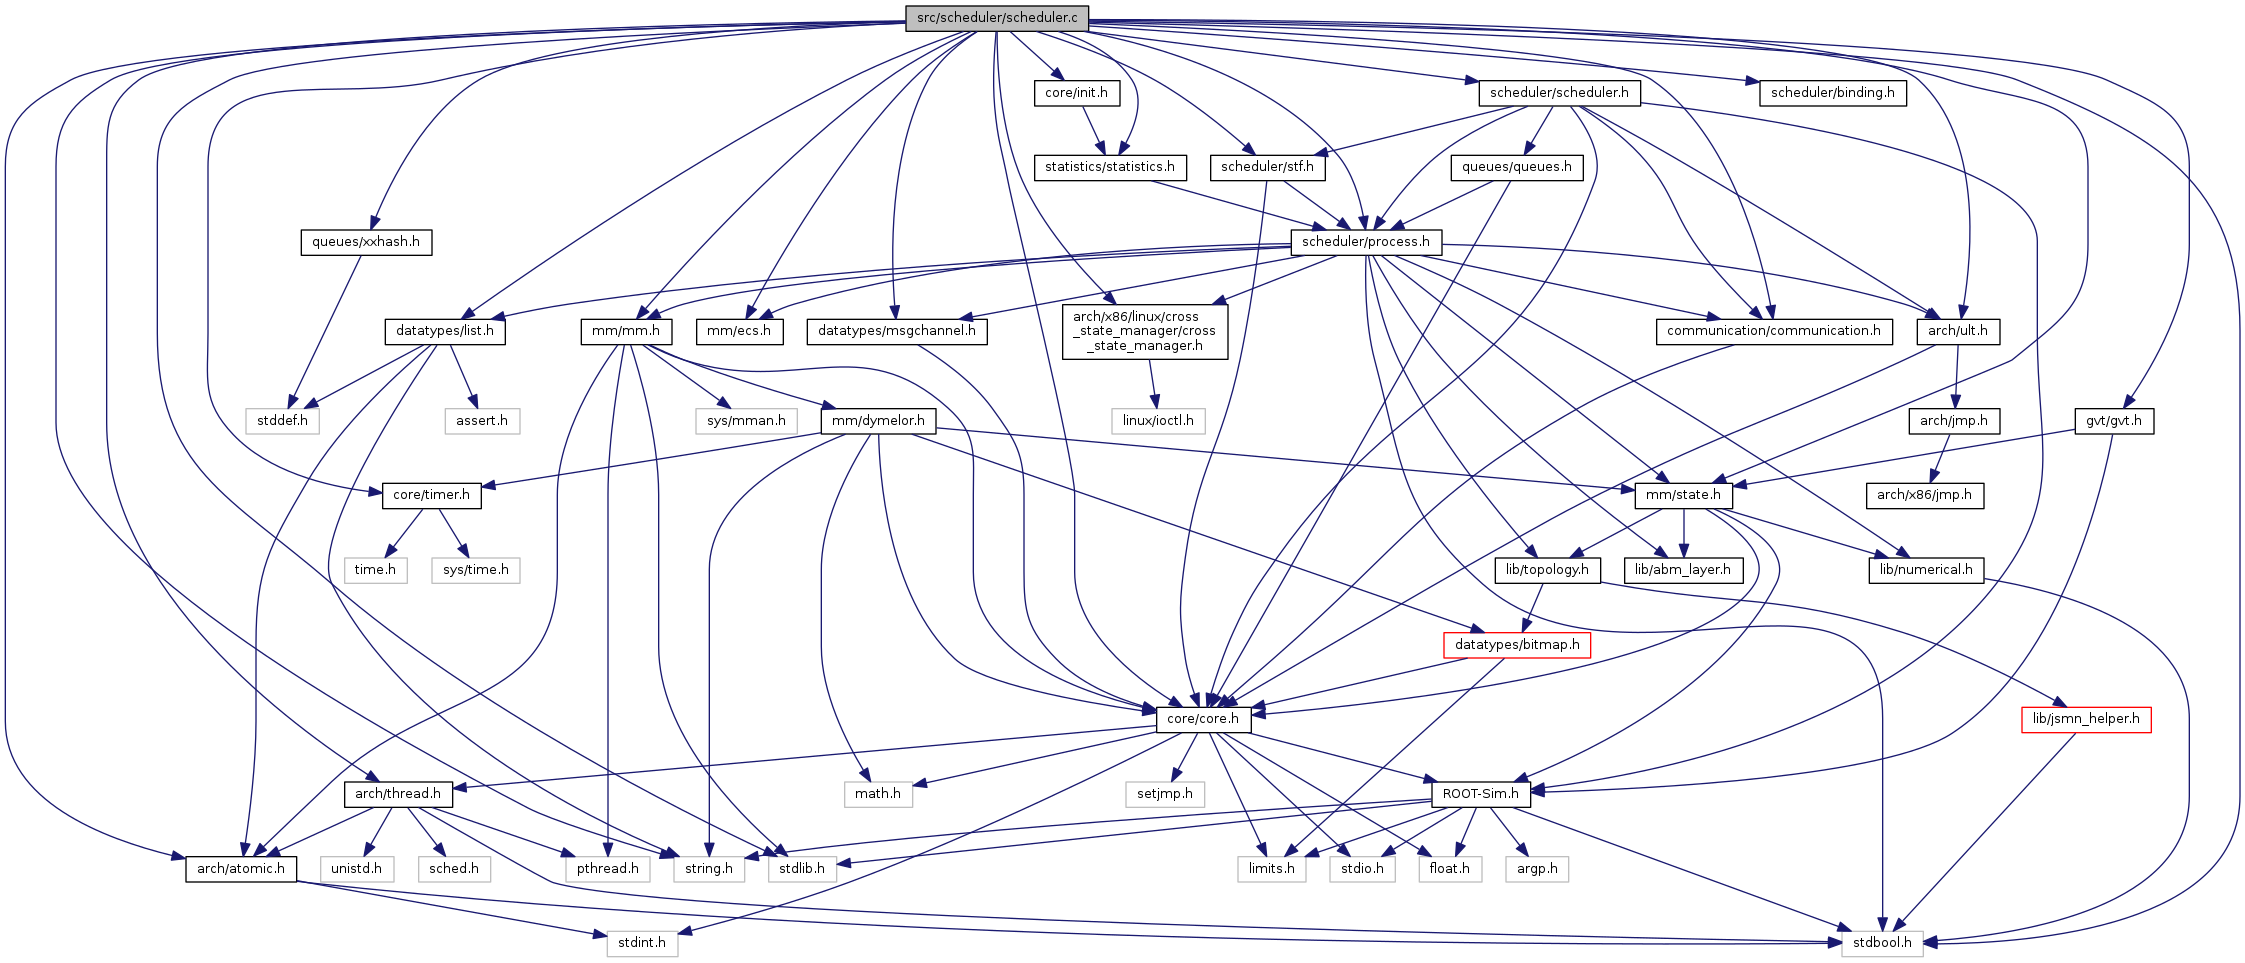 src/scheduler/scheduler.c
core/init.h
scheduler/scheduler.h
scheduler/binding.h
statistics/statistics.h
scheduler/stf.h
queues/queues.h
queues/xxhash.h
scheduler/process.h
datatypes/list.h
mm/mm.h
mm/ecs.h
datatypes/msgchannel.h
arch/x86/linux/cross
_state_manager/cross
_state_manager.h
communication/communication.h
arch/ult.h
stddef.h
assert.h
sys/mman.h
mm/dymelor.h
linux/ioctl.h
arch/jmp.h
gvt/gvt.h
core/timer.h
mm/state.h
arch/x86/jmp.h
time.h
sys/time.h
lib/topology.h
lib/abm_layer.h
lib/numerical.h
datatypes/bitmap.h
core/core.h
lib/jsmn_helper.h
arch/thread.h
math.h
setjmp.h
ROOT-Sim.h
arch/atomic.h
unistd.h
sched.h
pthread.h
string.h
stdlib.h
limits.h
stdio.h
float.h
argp.h
stdint.h
stdbool.h